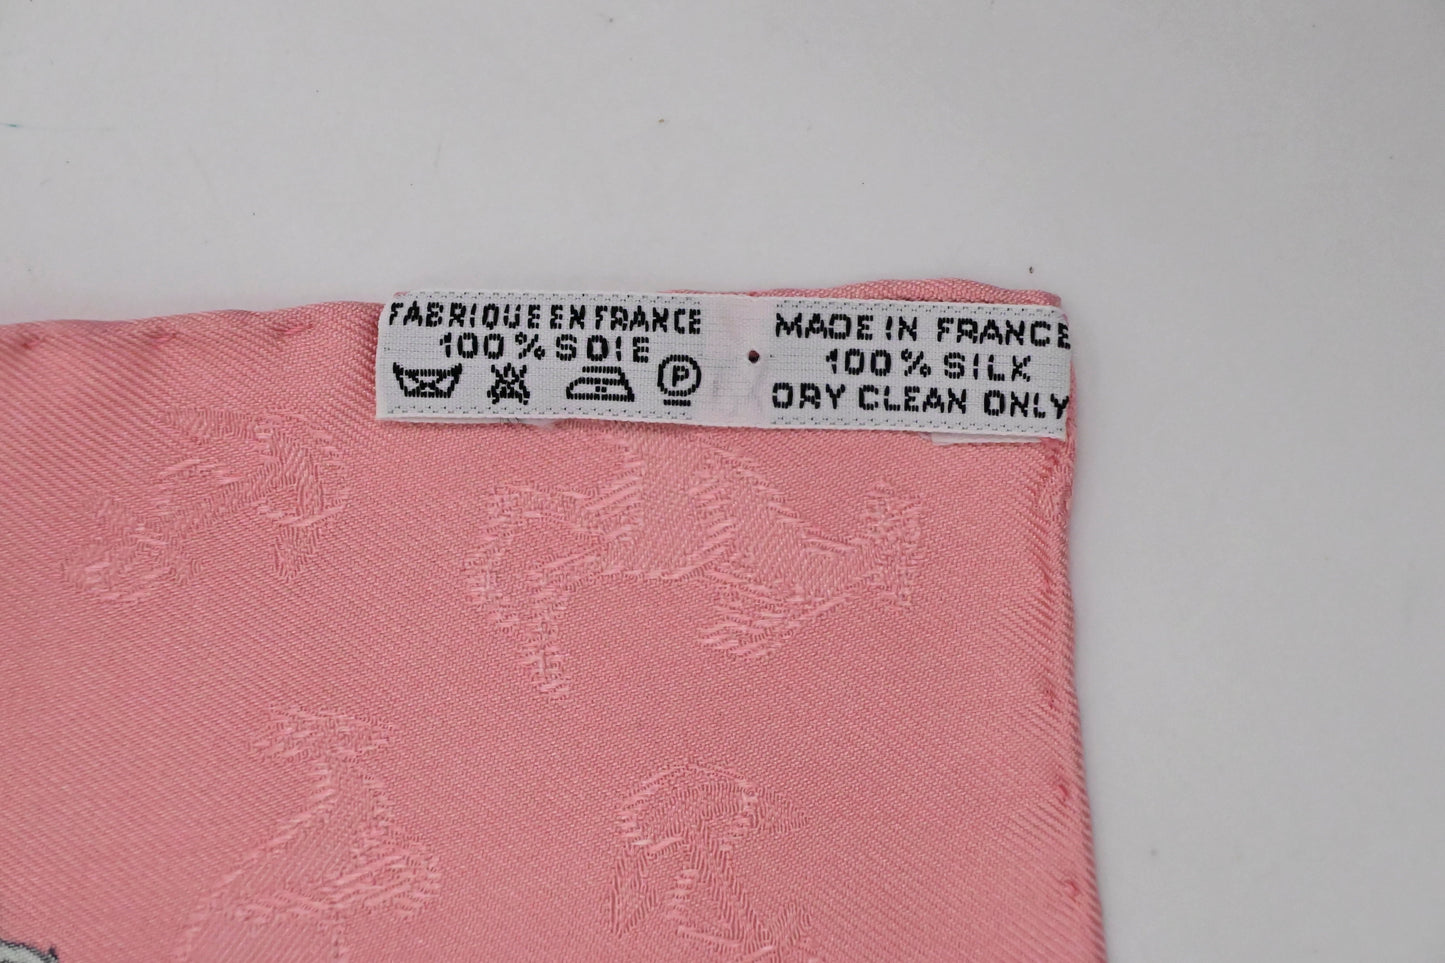 FABRIQUE EN FRANCE
100 % SOIE
P
MADE IN FRANCE
100 % SILK
DRY CLEAN ONLY